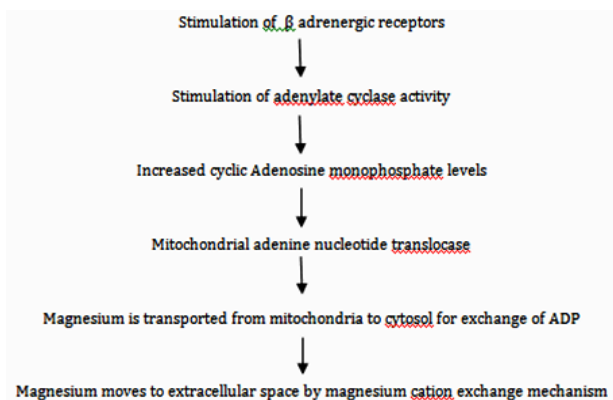 Stimulation of β adrenergic receptors
Stimulation of adenylate cyclase activity
Increased cyclic Adenosine monophosphate levels
Mitochondrial adenine nucleotide translocase
Magnesium is transported from mitochondria to cytosol for exchange of ADP
Magnesium moves to extracellular space by magnesium cation exchange mechanism